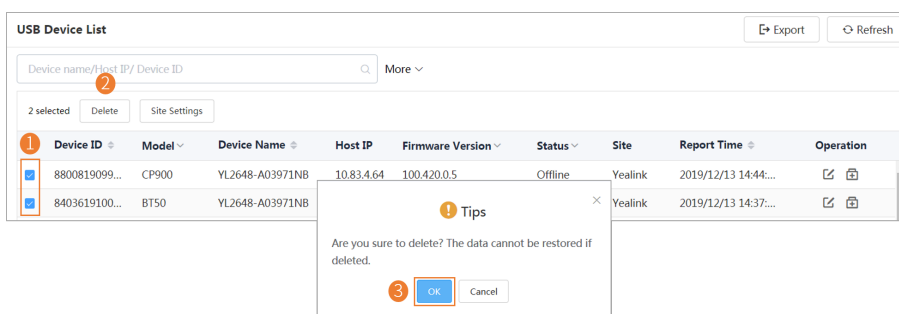 USB Device List
Export
Refresh
Device name/Host IP/ Device ID
More
2
2 selected
Delete
Site Settings
1
Device ID Model Device Name Host IP Firmware Version Status Site Report Time Operation
8800819099... CP900 YL2648-A03971NB 10.83.4.64 100.420.0.5 Offline Yealink 2019/12/13 14:44:...
8403619100... BT50 YL2648-A03971NB Yealink 2019/12/13 14:37:...
Tips
Are you sure to delete? The data cannot be restored if
deleted.
3
OK
Cancel